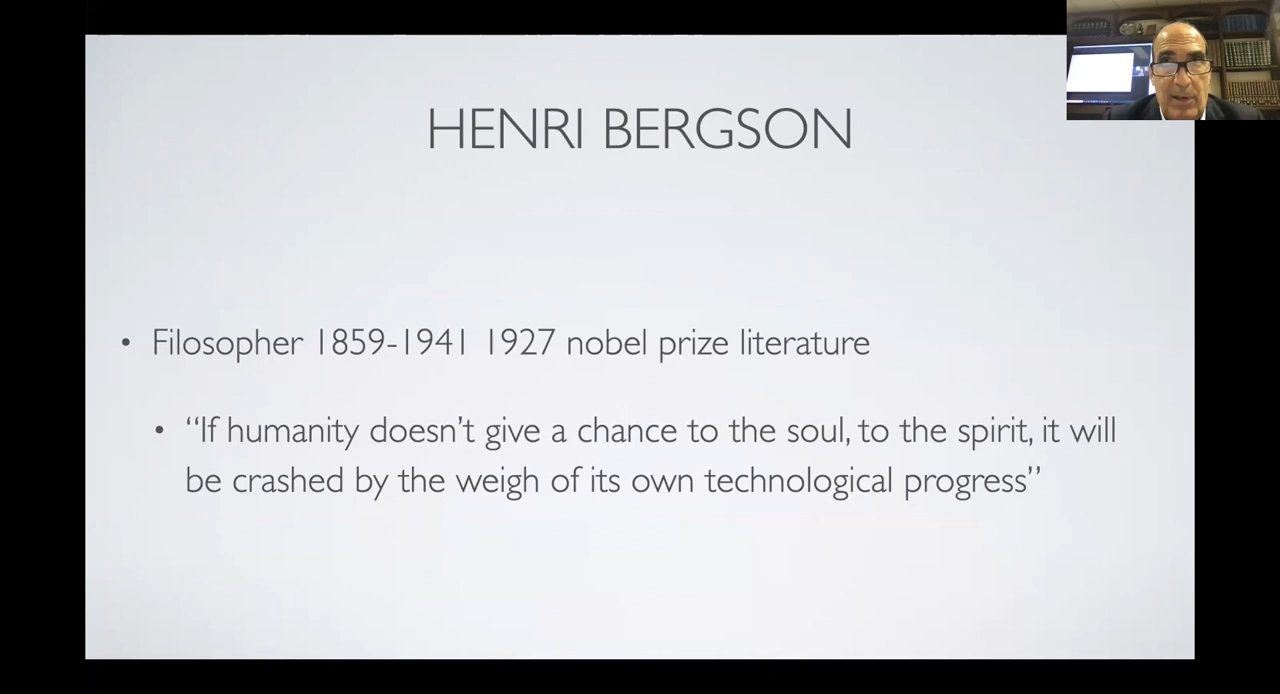 HENRI BERGSON
• Filosopher 1859-1941 1927 nobel prize literature
• “If humanity doesn’t give a chance to the soul, to the spirit, it will
be crashed by the weigh of its own technological progress”